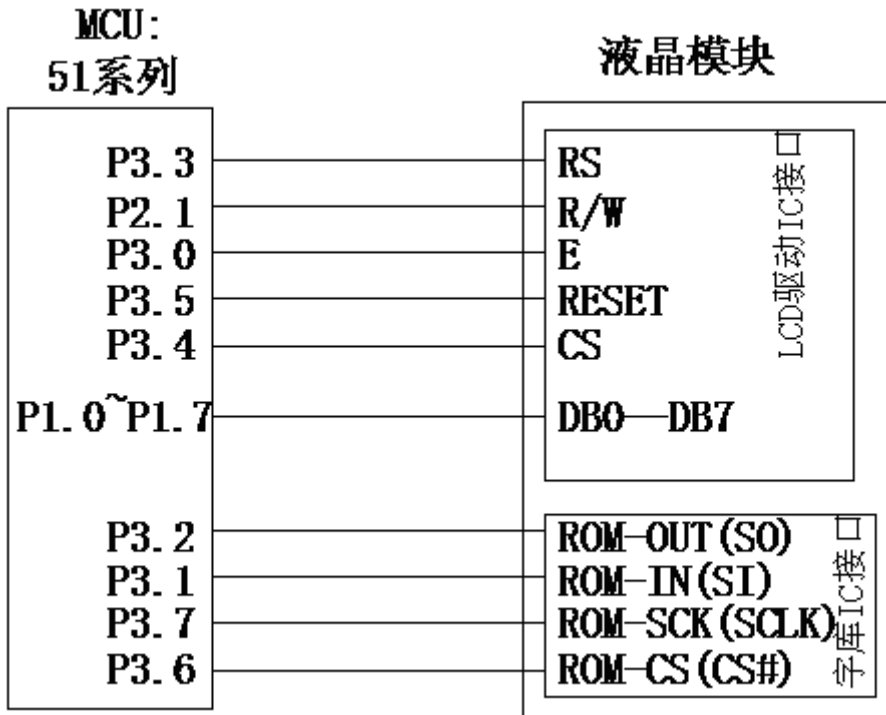 MCU:
51系列
液晶模块
P3.3
RS
P2.1
R/W
P3.0
E
P3.5
RESET
P3.4
CS
P1.0~P1.7
DB0—DB7
LCD驱动IC接口
P3.2
ROM-OUT(SO)
P3.1
ROM-IN(SI)
P3.7
ROM-SCK(SCLK)
P3.6
ROM-CS(CS#)
字库IC接口